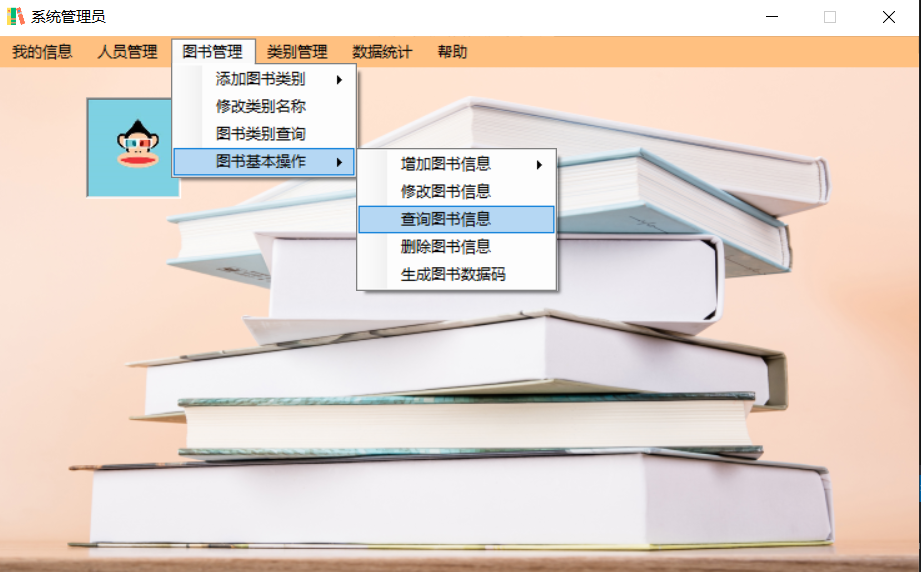 系统管理员
我的信息 人员管理 图书管理 类别管理 数据统计 帮助
添加图书类别
修改类别名称
图书类别查询
图书基本操作
增加图书信息
修改图书信息
查询图书信息
删除图书信息
生成图书数据码